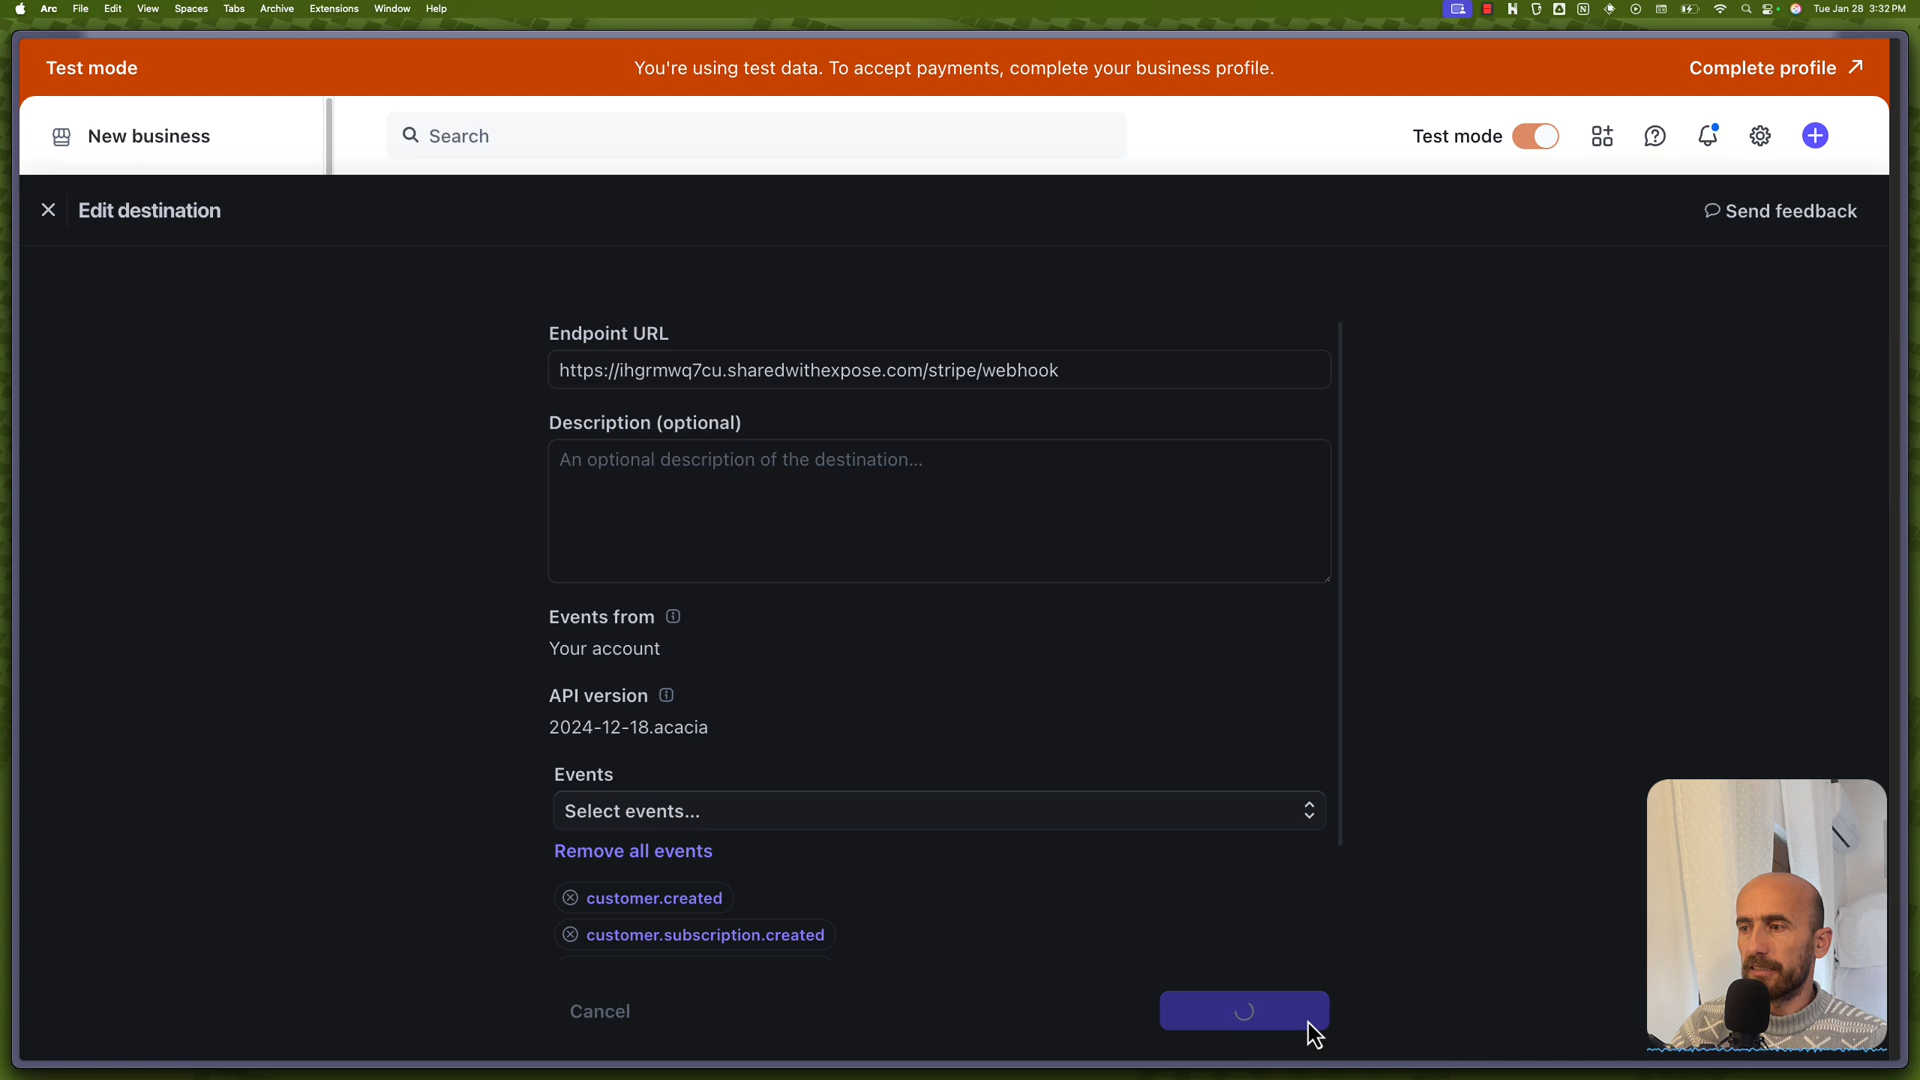 Arc File Edit View Spaces Tabs Archive Extensions Window Help Tue Jan 28 3:32 PM
Test mode
You're using test data. To accept payments, complete your business profile.
Complete profile
New business
Search
Test mode
Edit destination
Send feedback
Endpoint URL
https://ihgrmwq7cu.sharedwithexpose.com/stripe/webhook
Description (optional)
An optional description of the destination...
Events from
Your account
API version
2024-12-18.acacia
Events
Select events...
Remove all events
customer.created
customer.subscription.created
Cancel